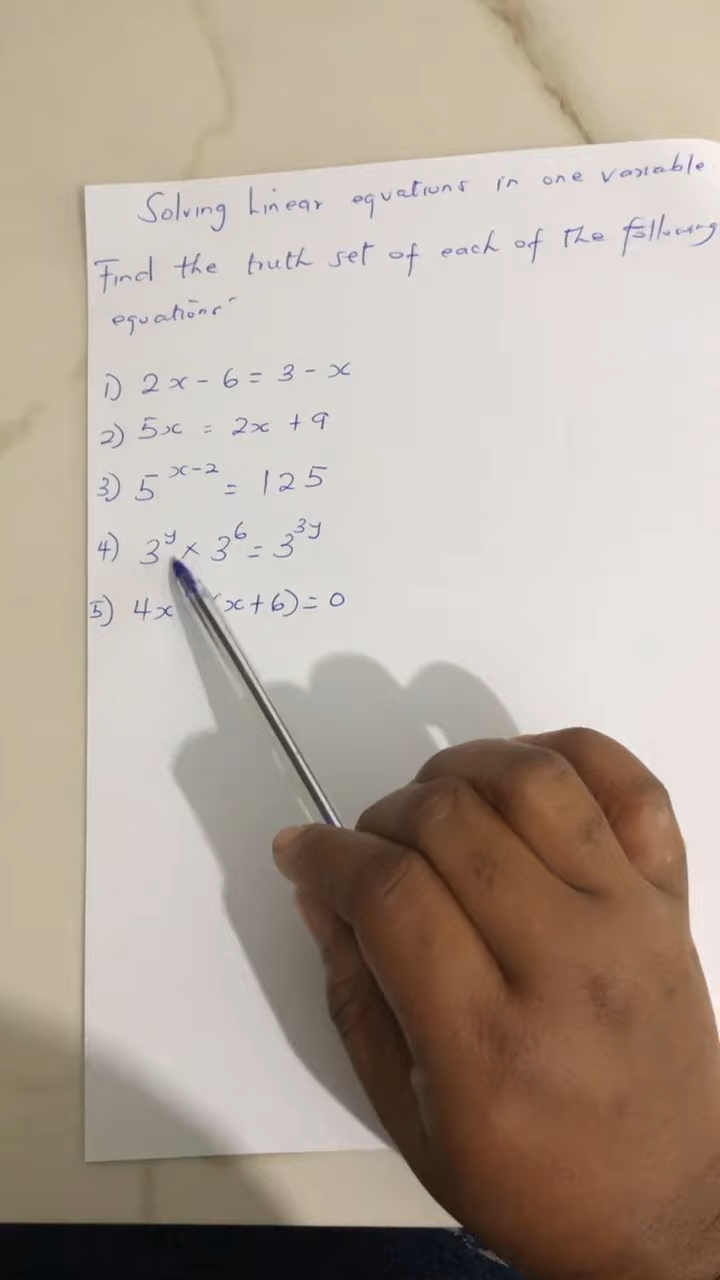 Solving Linear equations in one variable
Find the truth set of each of the following
equations
1) 2x - 6 = 3 - x
2) 5x = 2x + 9
3) 5^{x-2} = 125
4) 3^y × 3^6 = 3^{3y}
5) 4x (x+6) = 0